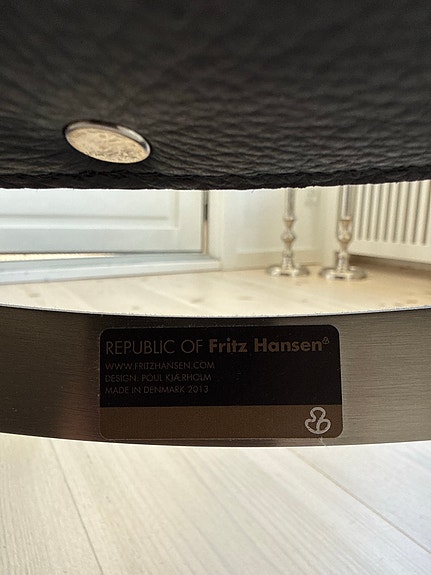 REPUBLIC OF Fritz Hansen®
WWW.FRITZHANSEN.COM
DESIGN: POUL KJÆRHOLM
MADE IN DENMARK 2013